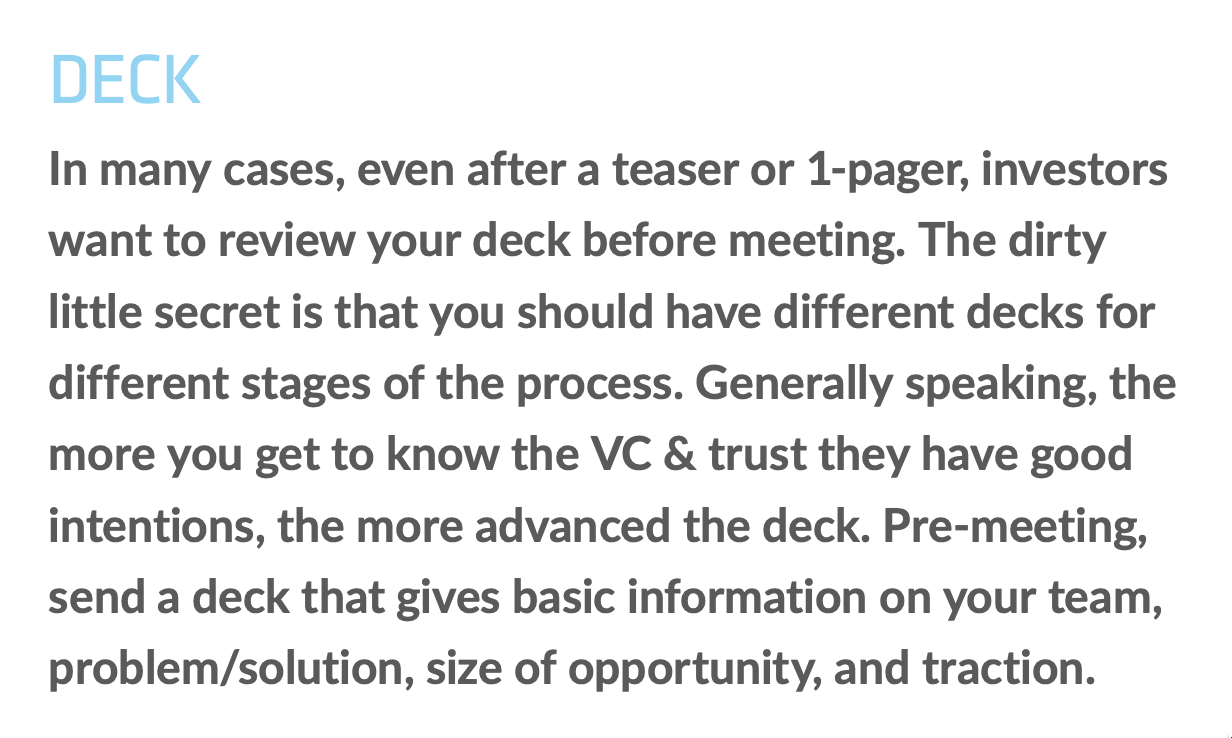 DECK
In many cases, even after a teaser or 1-pager, investors
want to review your deck before meeting. The dirty
little secret is that you should have different decks for
different stages of the process. Generally speaking, the
more you get to know the VC & trust they have good
intentions, the more advanced the deck. Pre-meeting,
send a deck that gives basic information on your team,
problem/solution, size of opportunity, and traction.